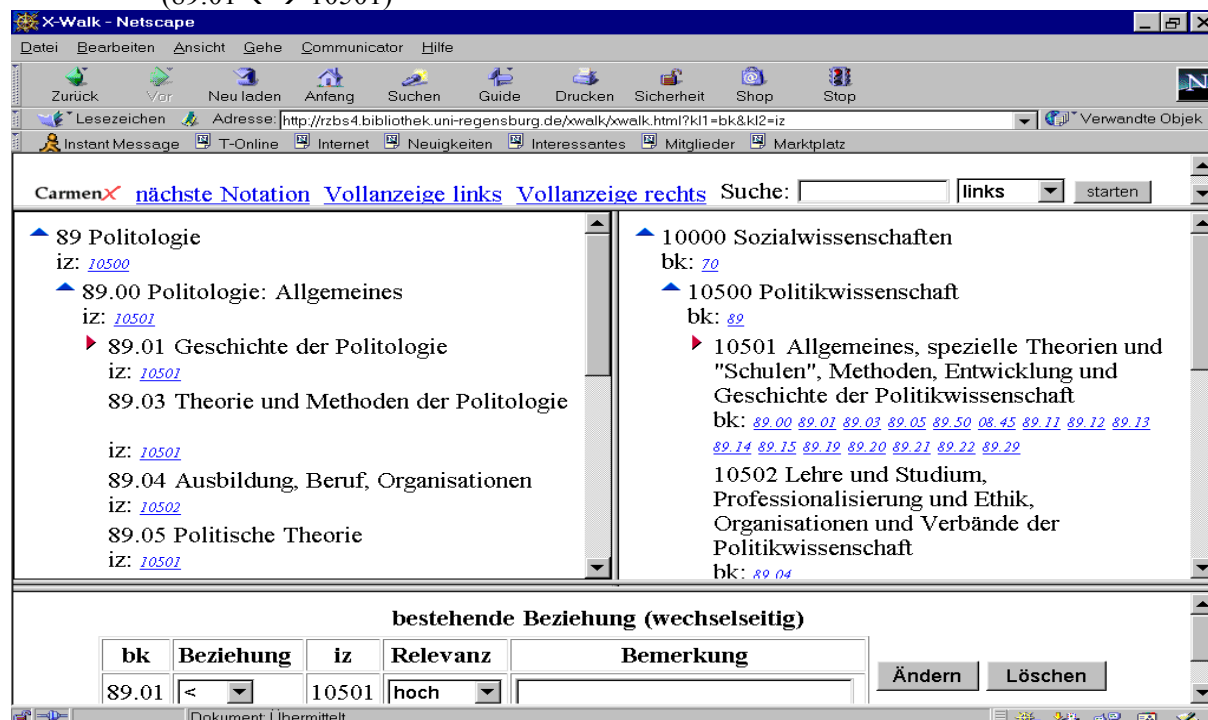 (89.01 <-> 10501)
X-Walk - Netscape
Datei Bearbeiten Ansicht Gehe Communicator Hilfe
Zurück Vor Neu laden Anfang Suchen Guide Drucken Sicherheit Shop Stop
Lesezeichen Adresse: http://rzbs4.bibliothek.uni-regensburg.de/xwalk/xwalk.html?kl1=bk&kl2=iz Verwandte Objek
Instant Message T-Online Internet Neuigkeiten Interessantes Mitglieder Marktplatz
CarmenX nächste Notation Vollanzeige links Vollanzeige rechts Suche: links starten
89 Politologie
iz: 10500
89.00 Politologie: Allgemeines
iz: 10501
89.01 Geschichte der Politologie
iz: 10501
89.03 Theorie und Methoden der Politologie
iz: 10501
89.04 Ausbildung, Beruf, Organisationen
iz: 10502
89.05 Politische Theorie
iz: 10501
10000 Sozialwissenschaften
bk: 70
10500 Politikwissenschaft
bk: 89
10501 Allgemeines, spezielle Theorien und
"Schulen", Methoden, Entwicklung und
Geschichte der Politikwissenschaft
bk: 89.00 89.01 89.03 89.05 89.50 08.45 89.11 89.12 89.13
89.14 89.15 89.19 89.20 89.21 89.22 89.29
10502 Lehre und Studium,
Professionalisierung und Ethik,
Organisationen und Verbände der
Politikwissenschaft
bk: 89.04
bestehende Beziehung (wechselseitig)
bk Beziehung iz Relevanz Bemerkung
89.01 < 10501 hoch
Ändern Löschen
Dokument: Übermittelt